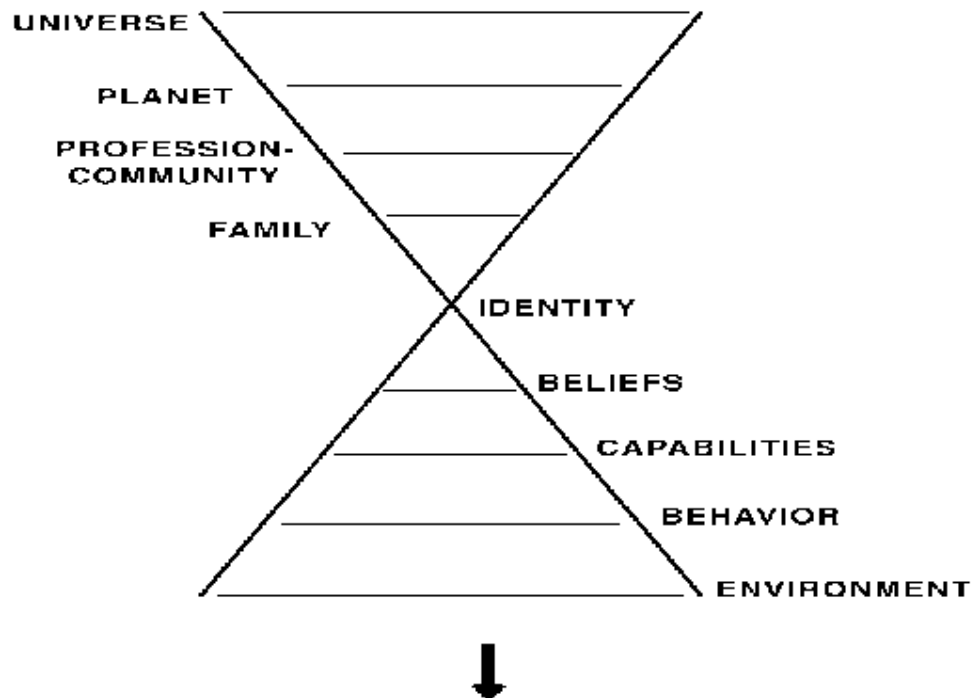 UNIVERSE
PLANET
PROFESSION-
COMMUNITY
FAMILY
IDENTITY
BELIEFS
CAPABILITIES
BEHAVIOR
ENVIRONMENT